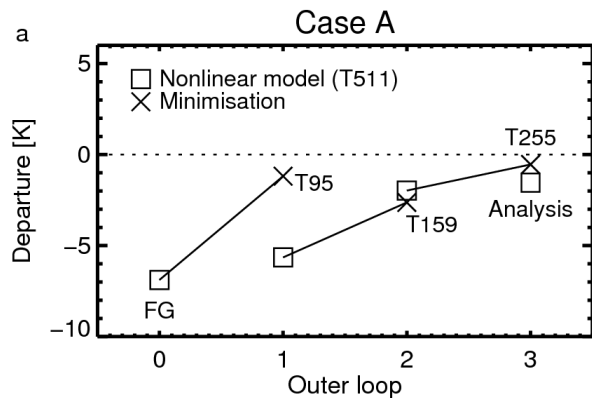 a
Case A
Nonlinear model (T511)
Minimisation
Departure [K]
5
0
−5
−10
T95
T159
T255
Analysis
FG
0 1 2 3
Outer loop